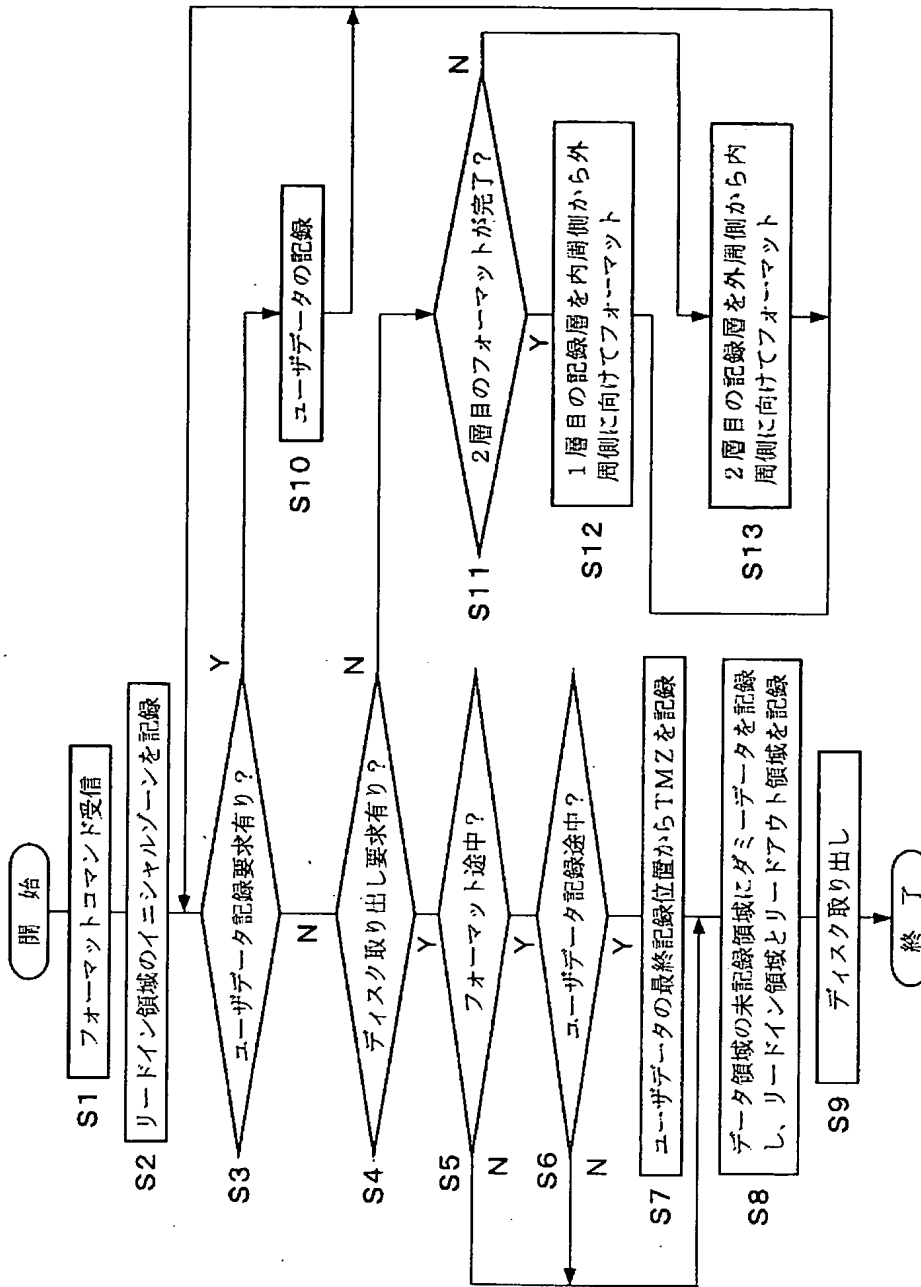 開始
S1
フォーマットコマンド受信
S2
リードイン領域のイニシャルゾーンを記録
S3
ユーザデータ記録要求有り?
Y
N
S4
ディスク取り出し要求有り?
N
Y
S5
フォーマット途中?
N
Y
S6
ユーザデータ記録途中?
N
Y
S7
ユーザデータの最終記録位置からTMZを記録
S8
データ領域の未記録領域にダミーデータを記録
し、リードイン領域とリードアウト領域を記録
S9
ディスク取り出し
終了
S10
ユーザデータの記録
S11
2層目のフォーマットが完了?
N
Y
S12
1層目の記録層を内周側から外
周側に向けてフォーマット
S13
2層目の記録層を外周側から内
周側に向けてフォーマット